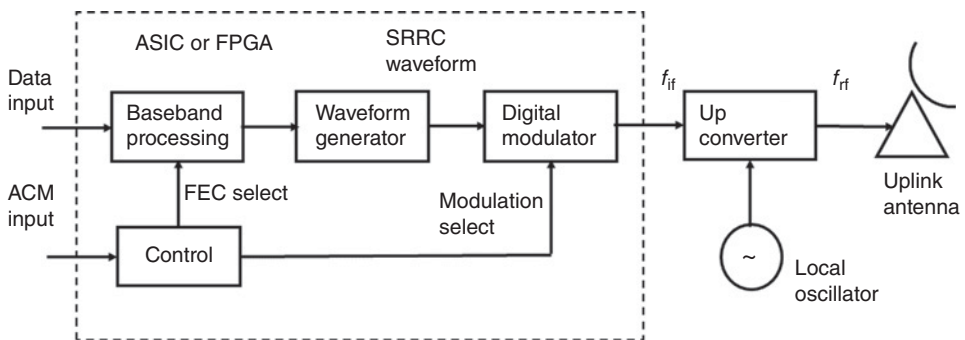 ASIC or FPGA
SRRC
waveform
Data
input
Baseband
processing
Waveform
generator
Digital
modulator
f_if
Up
converter
f_rf
Uplink
antenna
ACM
input
FEC select
Modulation
select
Control
~
Local
oscillator